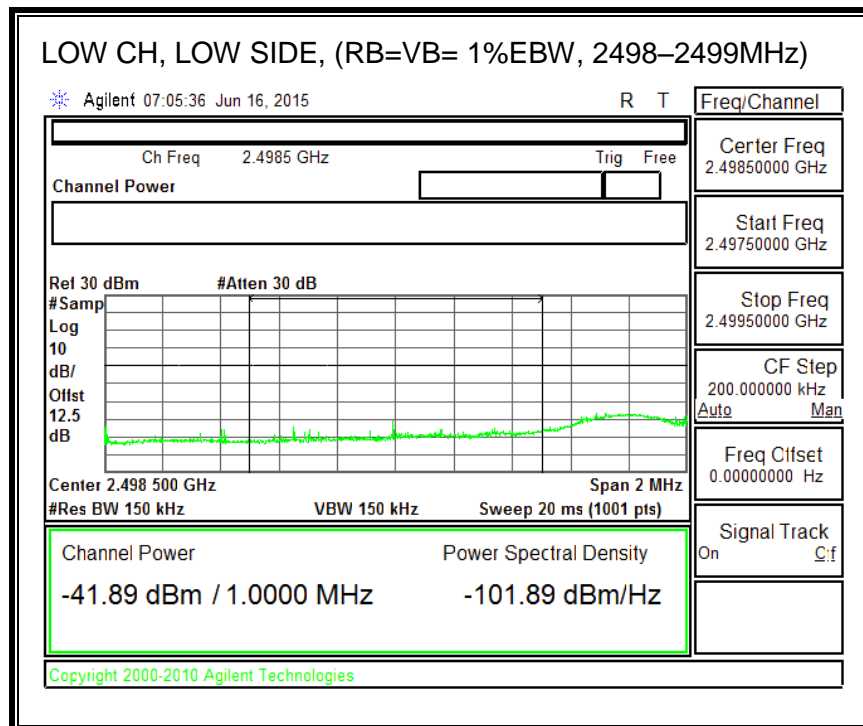 LOW CH, LOW SIDE, (RB=VB= 1%EBW, 2498–2499MHz)
Agilent 07:05:36 Jun 16, 2015 R T
Freq/Channel
Ch Freq 2.4985 GHz Trig Free
Channel Power
Center Freq
2.49850000 GHz
Start Freq
2.49750000 GHz
Stop Freq
2.49950000 GHz
CF Step
200.000000 kHz
Auto Man
Freq Offset
0.00000000 Hz
Signal Track
On Off
Ref 30 dBm #Atten 30 dB
#Samp
Log
10
dB/
Offst
12.5
dB
Center 2.498 500 GHz Span 2 MHz
#Res BW 150 kHz VBW 150 kHz Sweep 20 ms (1001 pts)
Channel Power Power Spectral Density
-41.89 dBm / 1.0000 MHz -101.89 dBm/Hz
Copyright 2000-2010 Agilent Technologies